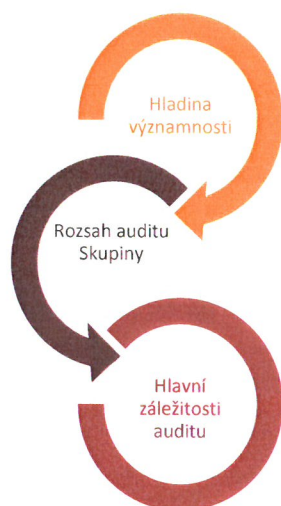 Hladina
významnosti
Rozsah auditu
Skupiny
Hlavní
záležitosti
auditu